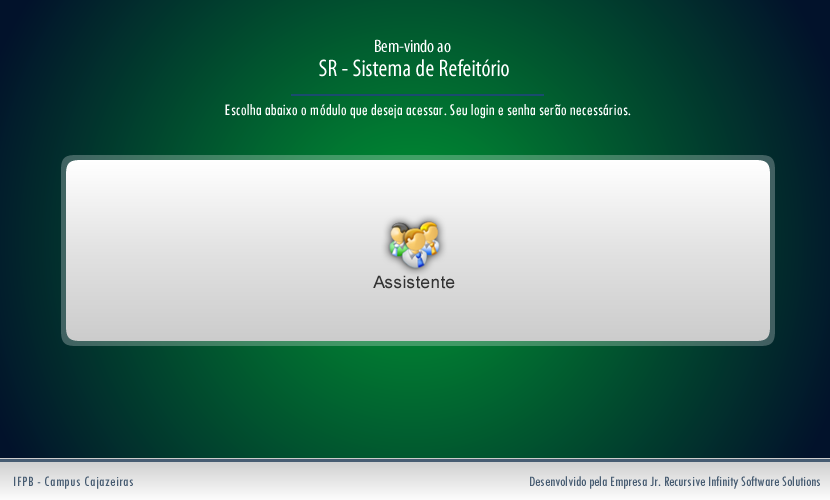 Bem-vindo ao
SR - Sistema de Refeitório
Escolha abaixo o módulo que deseja acessar. Seu login e senha serão necessários.
Assistente
IFPB - Campus Cajazeiras
Desenvolvido pela Empresa Jr. Recursive Infinity Software Solutions